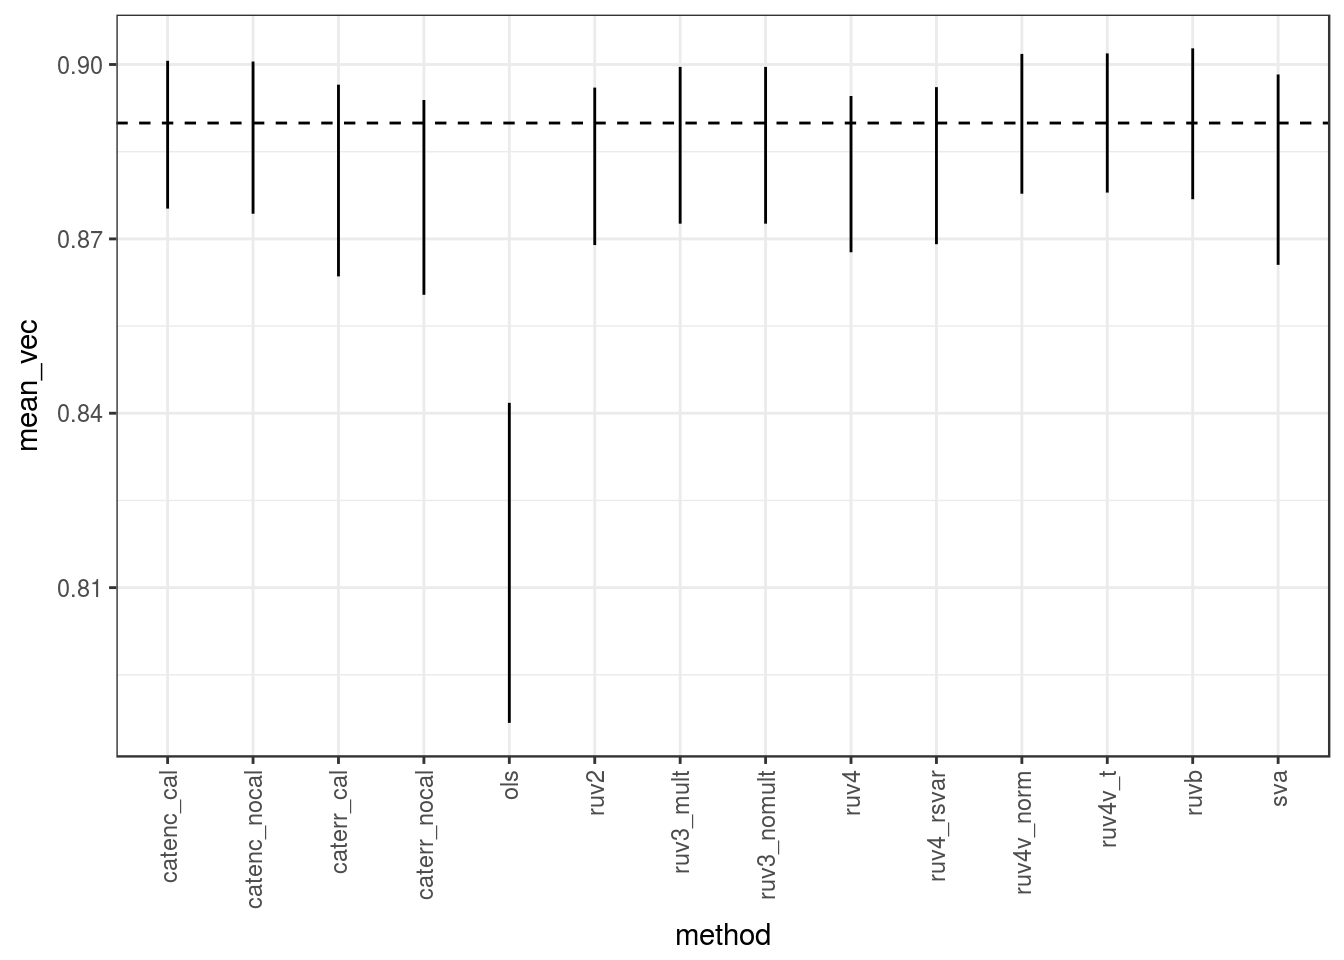 0.90
0.87
0.84
0.81
mean_vec
catenc_cal
catenc_nocal
caterr_cal
caterr_nocal
ols
ruv2
ruv3_mult
ruv3_nomult
ruv4
ruv4_rsvar
ruv4v_norm
ruv4v_t
ruvb
sva
method